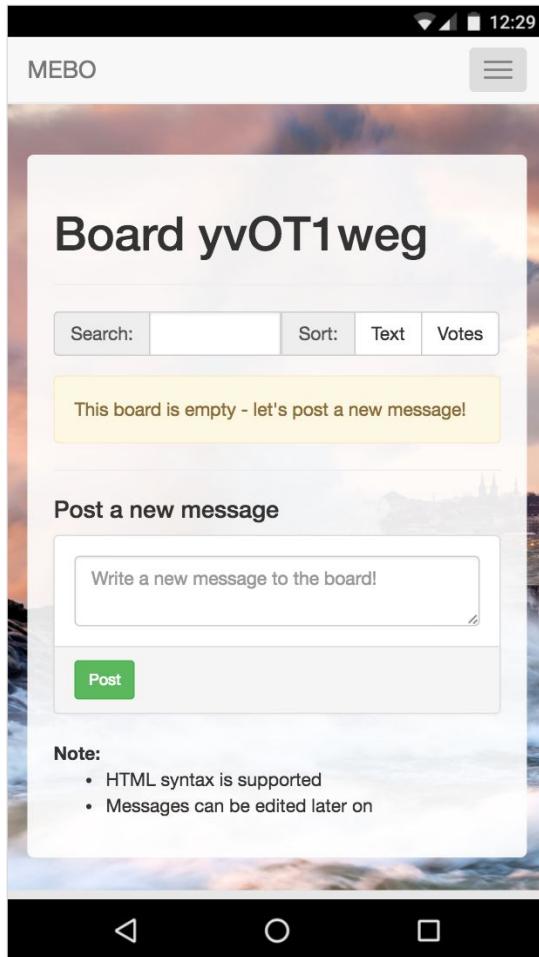 12:29
MEBO
Board yvOT1weg
Search: Sort: Text Votes
This board is empty - let's post a new message!
Post a new message
Write a new message to the board!
Post
Note:
• HTML syntax is supported
• Messages can be edited later on